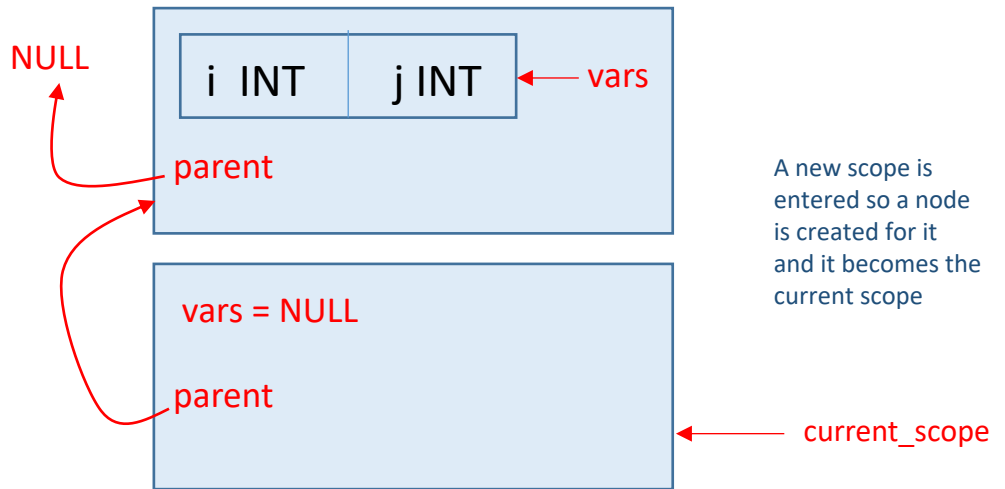 NULL
i INT
j INT
vars
parent
A new scope is
entered so a node
is created for it
and it becomes the
current scope
vars = NULL
parent
current_scope